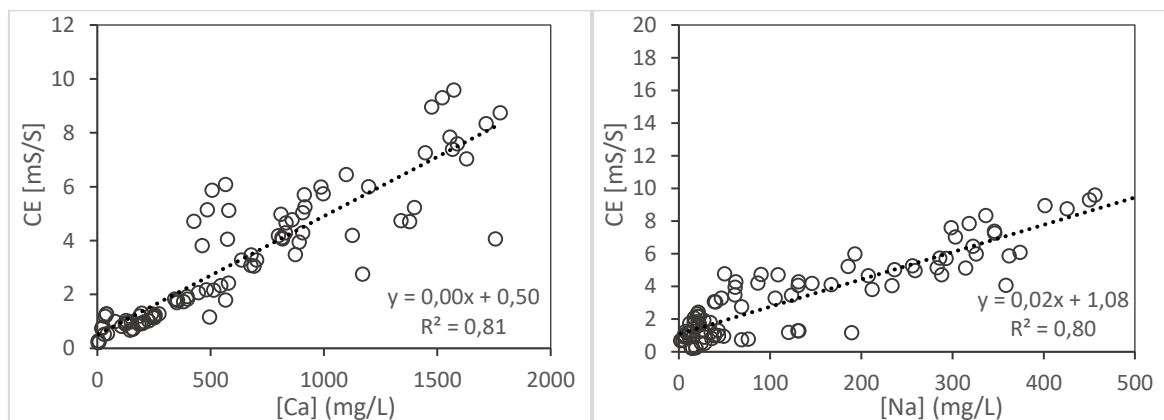 12
10
8
6
4
2
0
CE [mS/S]
y = 0,00x + 0,50
R² = 0,81
0 500 1000 1500 2000
[Ca] (mg/L)
20
18
16
14
12
10
8
6
4
2
0
CE [mS/S]
y = 0,02x + 1,08
R² = 0,80
0 100 200 300 400 500
[Na] (mg/L)